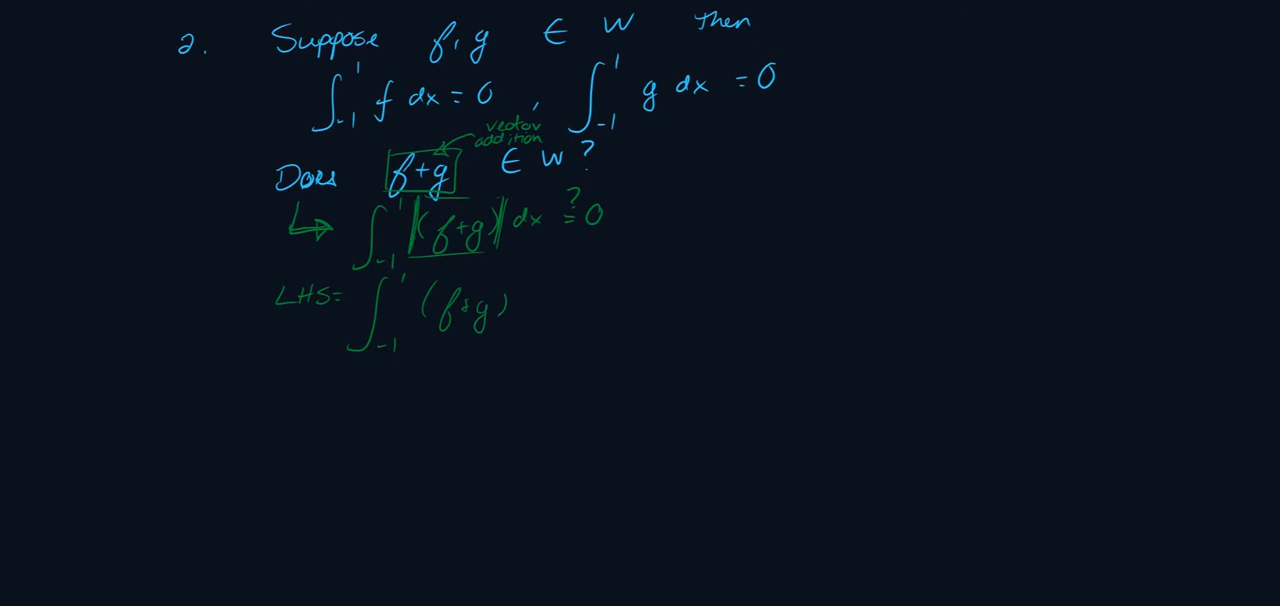 2. Suppose f, g ∈ W then
∫_{-1}^{1} f dx = 0 , ∫_{-1}^{1} g dx = 0
vector
addition
Does f+g ∈ W ?
↳ ∫_{-1}^{1} (f+g) dx ?= 0
LHS = ∫_{-1}^{1} (f+g)